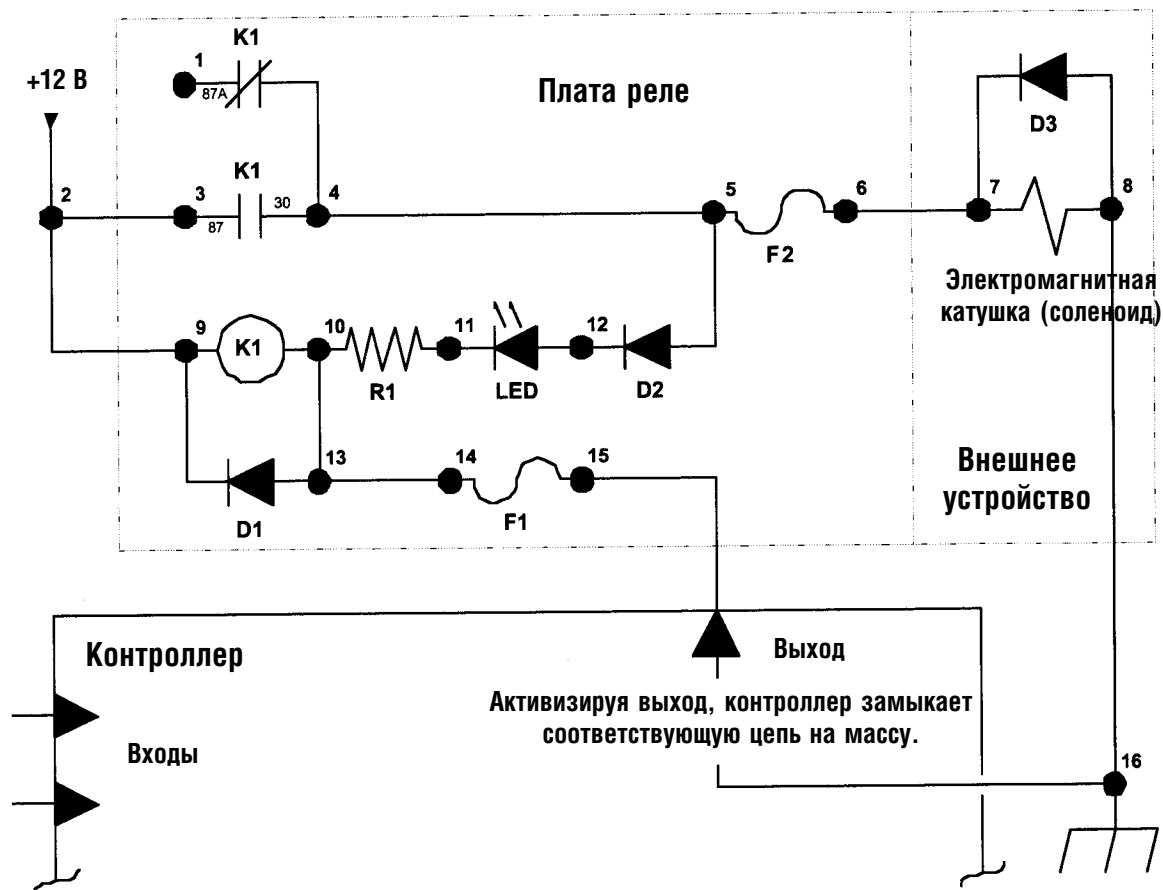 K1
1
+12 В
87A
Плата реле
D3
K1
2
3
30
4
5
6
7
8
87
F2
Электромагнитная
катушка (соленоид)
9
K1
10
11
12
R1
LED
D2
13
14
15
Внешнее
устройство
D1
F1
Контроллер
Выход
Активизируя выход, контроллер замыкает
соответствующую цепь на массу.
Входы
16